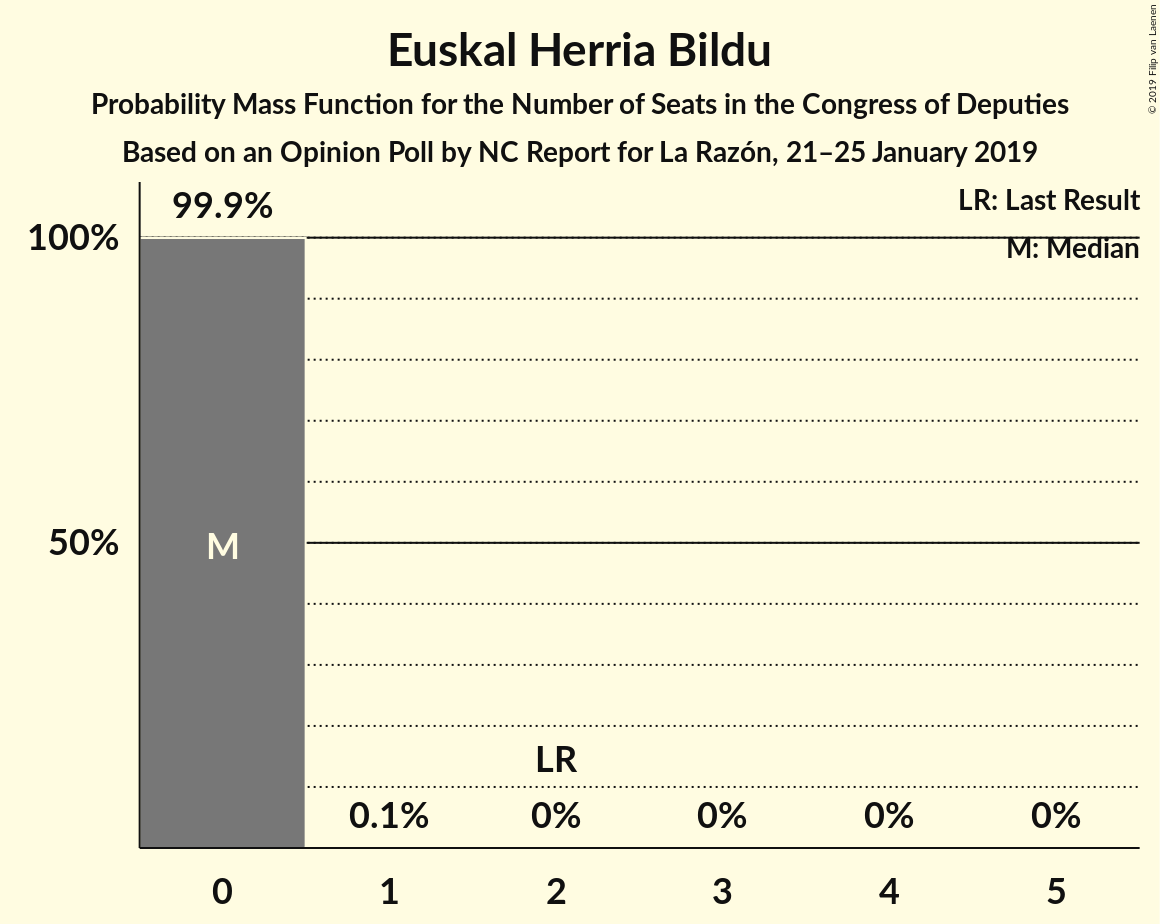 Euskal Herria Bildu
Probability Mass Function for the Number of Seats in the Congress of Deputies
Based on an Opinion Poll by NC Report for La Razón, 21–25 January 2019
© 2019 Filip van Laenen
LR: Last Result
M: Median
99.9%
100%
50%
M
LR
0.1% 0% 0% 0% 0%
0 1 2 3 4 5